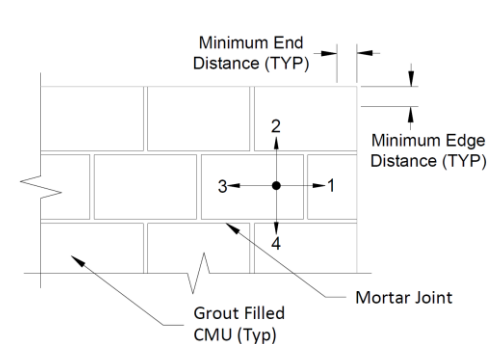 Minimum End
Distance (TYP)
Minimum Edge
Distance (TYP)
2
3
1
4
Mortar Joint
Grout Filled
CMU (Typ)